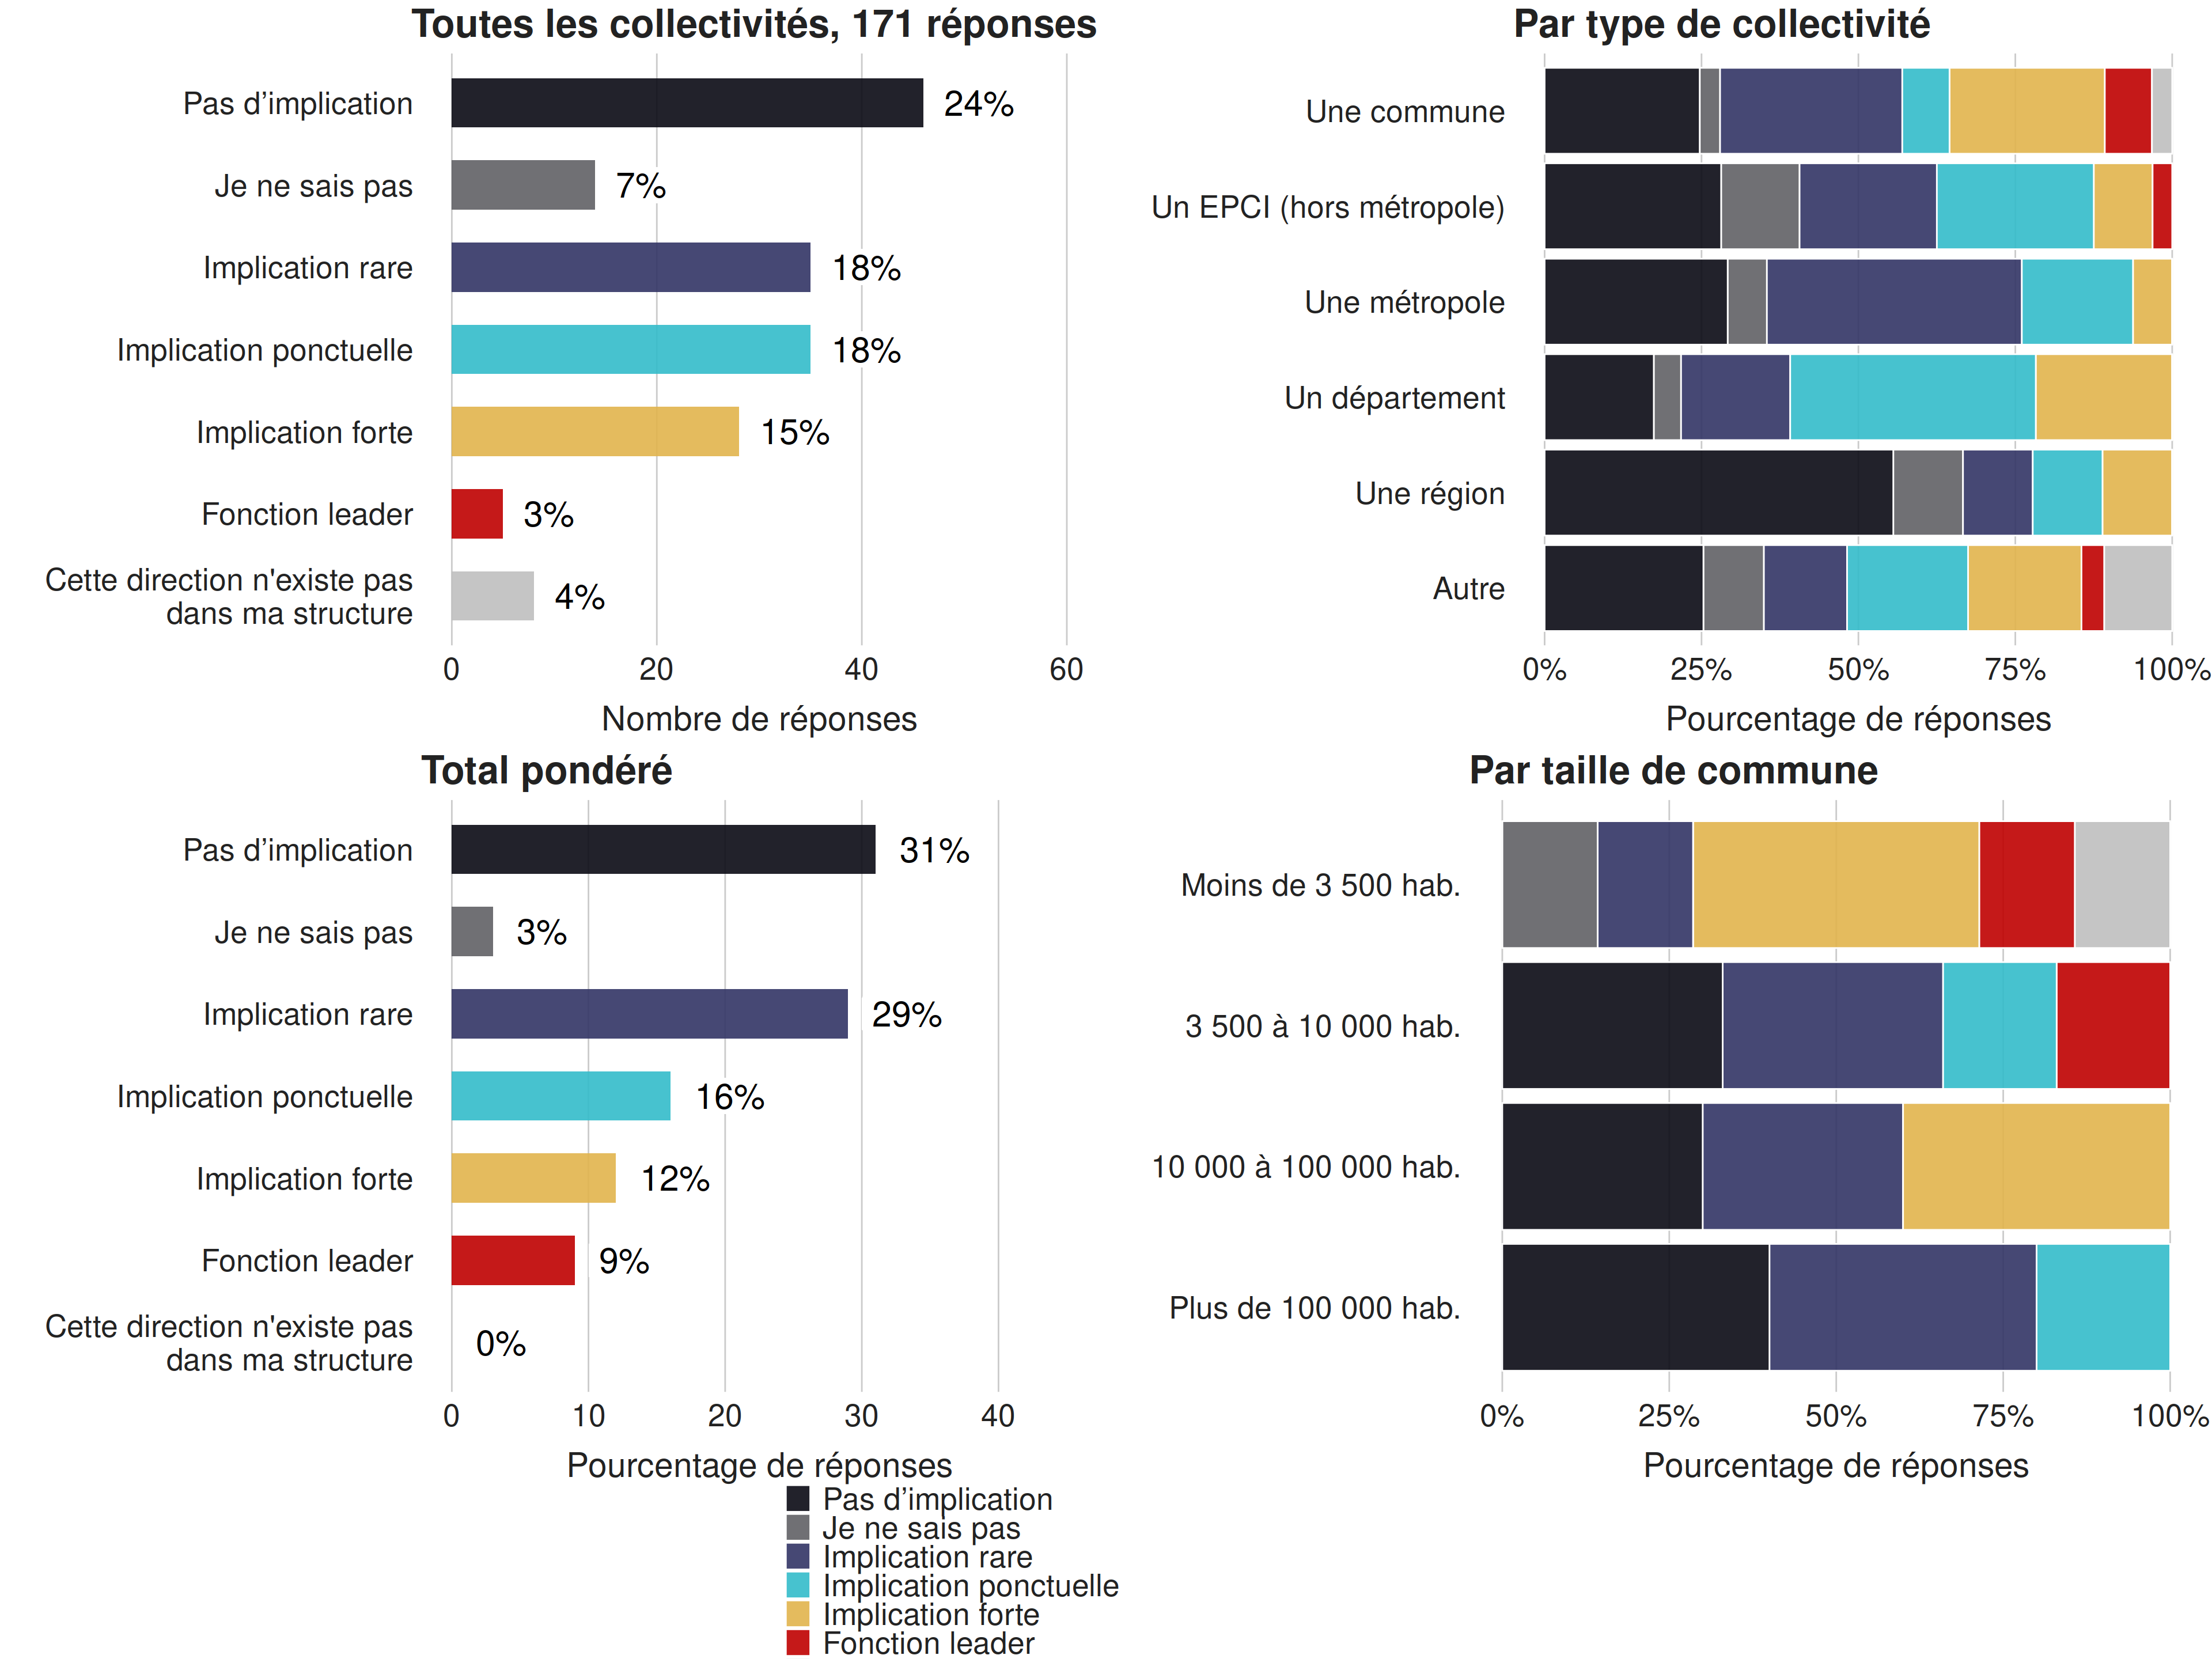 Toutes les collectivités, 171 réponses
Pas d’implication
24%
Je ne sais pas
7%
Implication rare
18%
Implication ponctuelle
18%
Implication forte
15%
Fonction leader
3%
Cette direction n'existe pas
dans ma structure
4%
0 20 40 60
Nombre de réponses
Par type de collectivité
Une commune
Un EPCI (hors métropole)
Une métropole
Un département
Une région
Autre
0% 25% 50% 75% 100%
Pourcentage de réponses
Total pondéré
Pas d’implication
31%
Je ne sais pas
3%
Implication rare
29%
Implication ponctuelle
16%
Implication forte
12%
Fonction leader
9%
Cette direction n'existe pas
dans ma structure
0%
0 10 20 30 40
Pourcentage de réponses
Par taille de commune
Moins de 3 500 hab.
3 500 à 10 000 hab.
10 000 à 100 000 hab.
Plus de 100 000 hab.
0% 25% 50% 75% 100%
Pourcentage de réponses
Pas d’implication
Je ne sais pas
Implication rare
Implication ponctuelle
Implication forte
Fonction leader